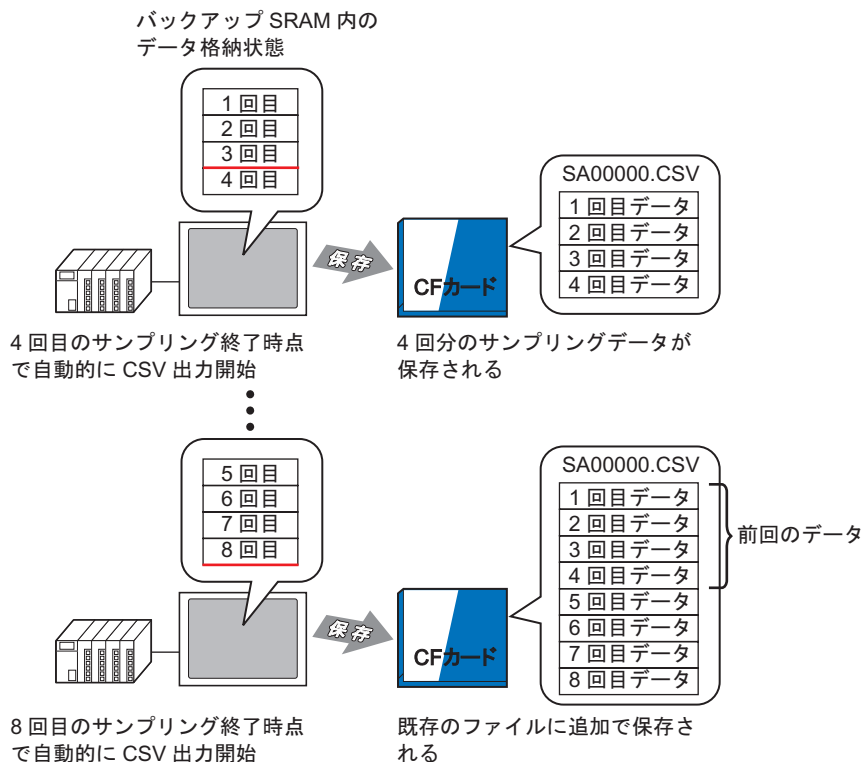 バックアップ SRAM 内の
データ格納状態
1 回目
2 回目
3 回目
4 回目
保存
CFカード
SA00000.CSV
1 回目データ
2 回目データ
3 回目データ
4 回目データ
4 回目のサンプリング終了時点
で自動的に CSV 出力開始
4 回分のサンプリングデータが
保存される
5 回目
6 回目
7 回目
8 回目
保存
CFカード
SA00000.CSV
1 回目データ
2 回目データ
3 回目データ
4 回目データ
5 回目データ
6 回目データ
7 回目データ
8 回目データ
前回のデータ
8 回目のサンプリング終了時点
で自動的に CSV 出力開始
既存のファイルに追加で保存さ
れる